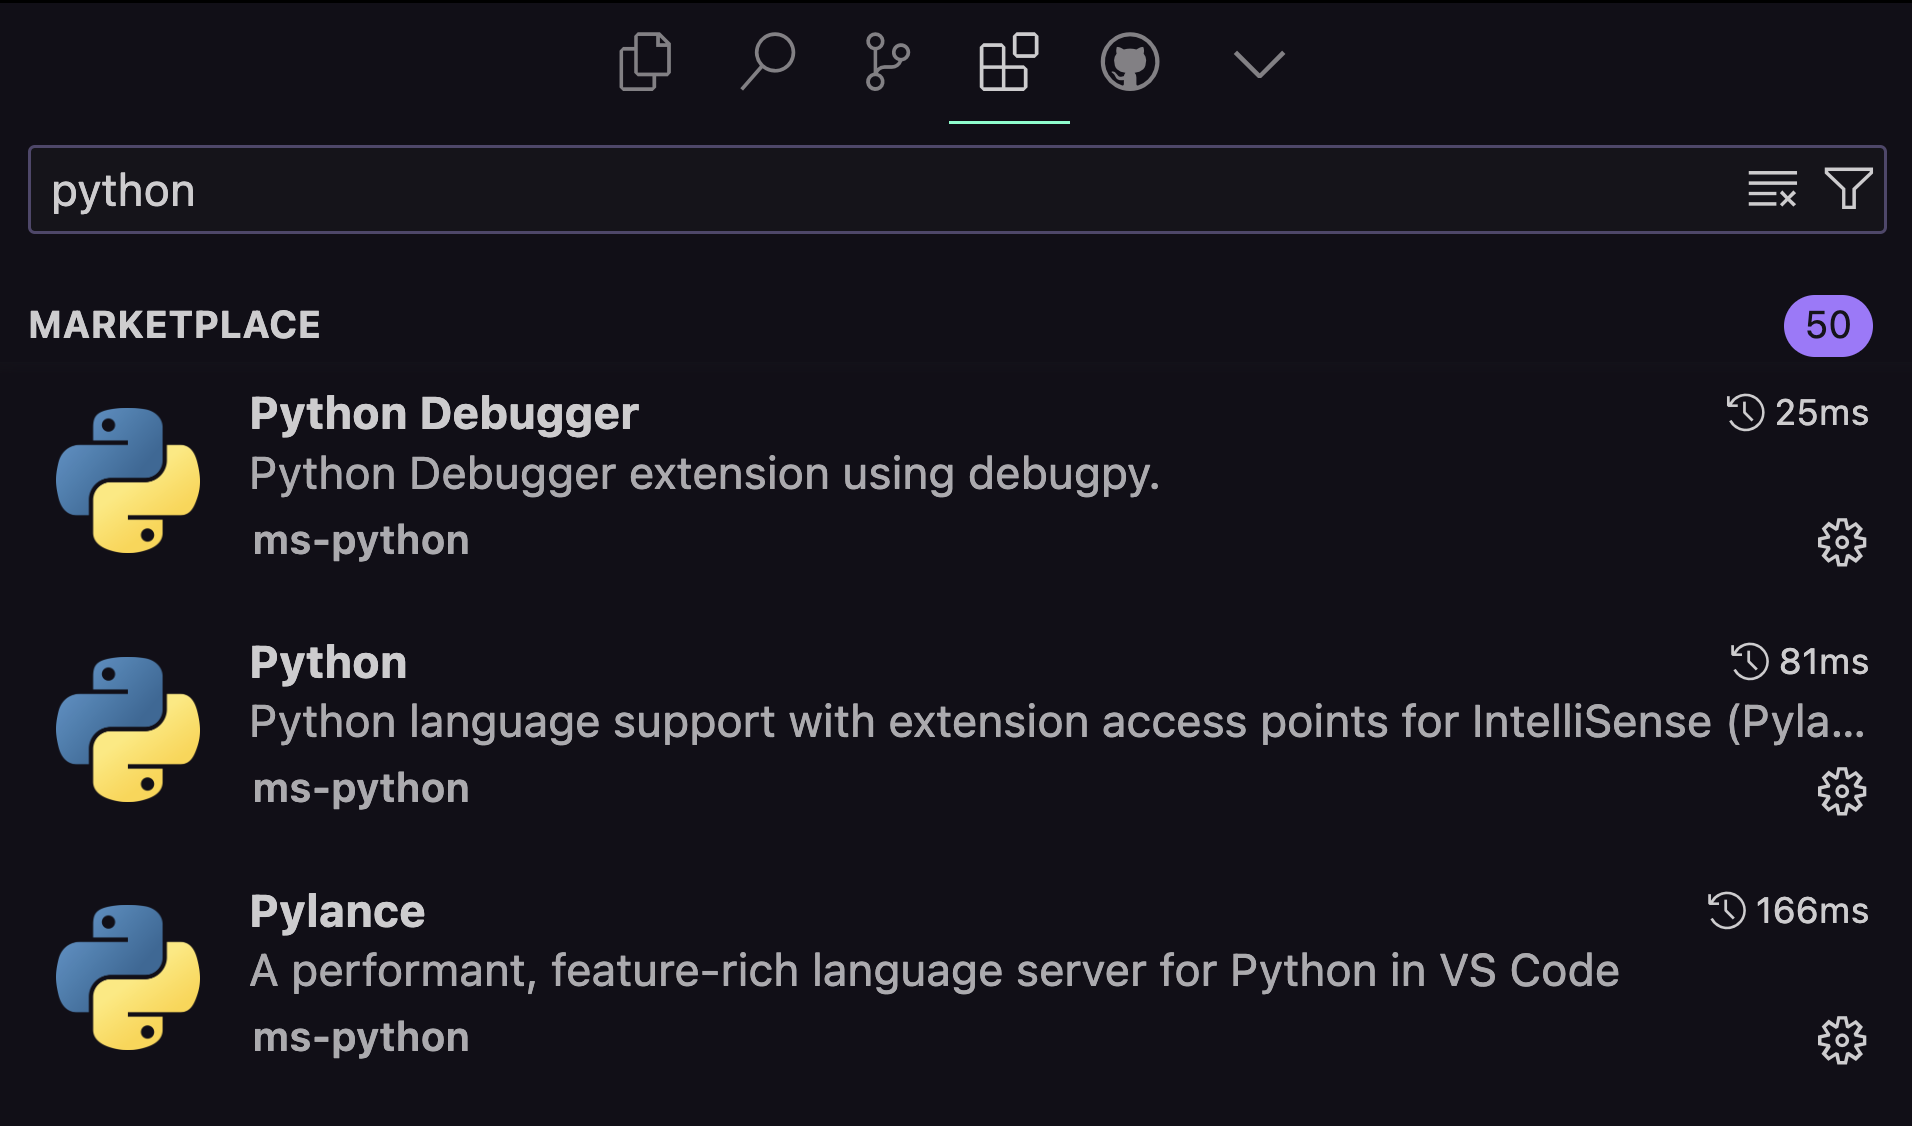 python
MARKETPLACE
50
Python Debugger
25ms
Python Debugger extension using debugpy.
ms-python
Python
81ms
Python language support with extension access points for IntelliSense (Pyla...
ms-python
Pylance
166ms
A performant, feature-rich language server for Python in VS Code
ms-python